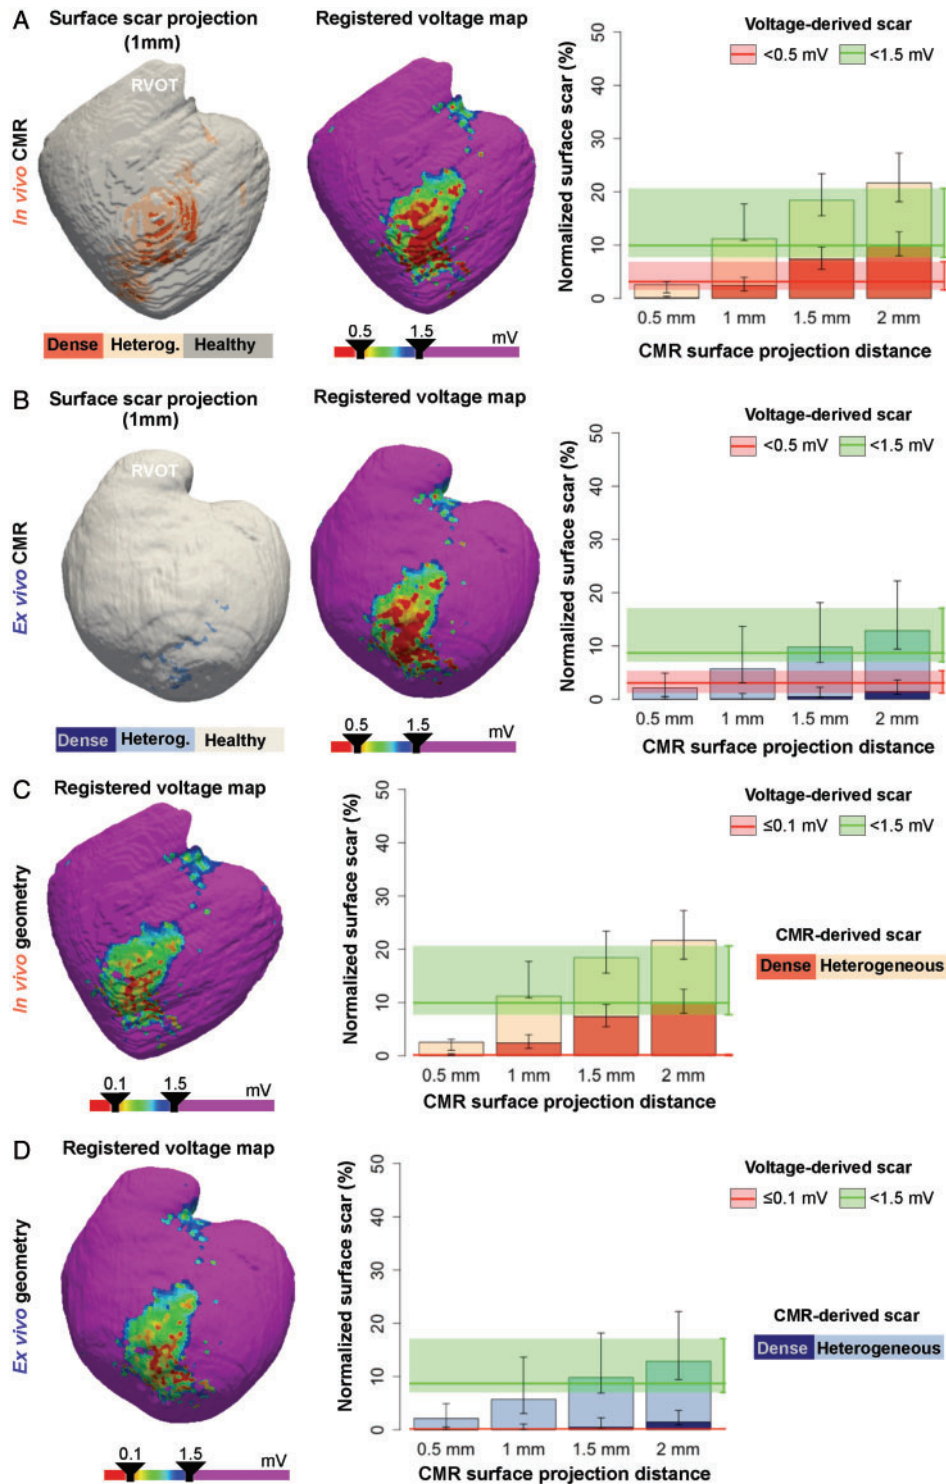 A
Surface scar projection
(1mm)
Registered voltage map
RVOT
In vivo CMR
Dense Heterog. Healthy
0.5 1.5
mV
Normalized surface scar (%)
50
40
30
20
10
0
Voltage-derived scar
<0.5 mV <1.5 mV
0.5 mm 1 mm 1.5 mm 2 mm
CMR surface projection distance
B
Surface scar projection
(1mm)
Registered voltage map
RVOT
Ex vivo CMR
Dense Heterog. Healthy
0.5 1.5
mV
Normalized surface scar (%)
50
40
30
20
10
0
Voltage-derived scar
<0.5 mV <1.5 mV
0.5 mm 1 mm 1.5 mm 2 mm
CMR surface projection distance
C
Registered voltage map
In vivo geometry
0.1 1.5
mV
Normalized surface scar (%)
50
40
30
20
10
0
0.5 mm 1 mm 1.5 mm 2 mm
CMR surface projection distance
Voltage-derived scar
≤0.1 mV <1.5 mV
CMR-derived scar
Dense Heterogeneous
D
Registered voltage map
Ex vivo geometry
0.1 1.5
mV
Normalized surface scar (%)
50
40
30
20
10
0
0.5 mm 1 mm 1.5 mm 2 mm
CMR surface projection distance
Voltage-derived scar
≤0.1 mV <1.5 mV
CMR-derived scar
Dense Heterogeneous